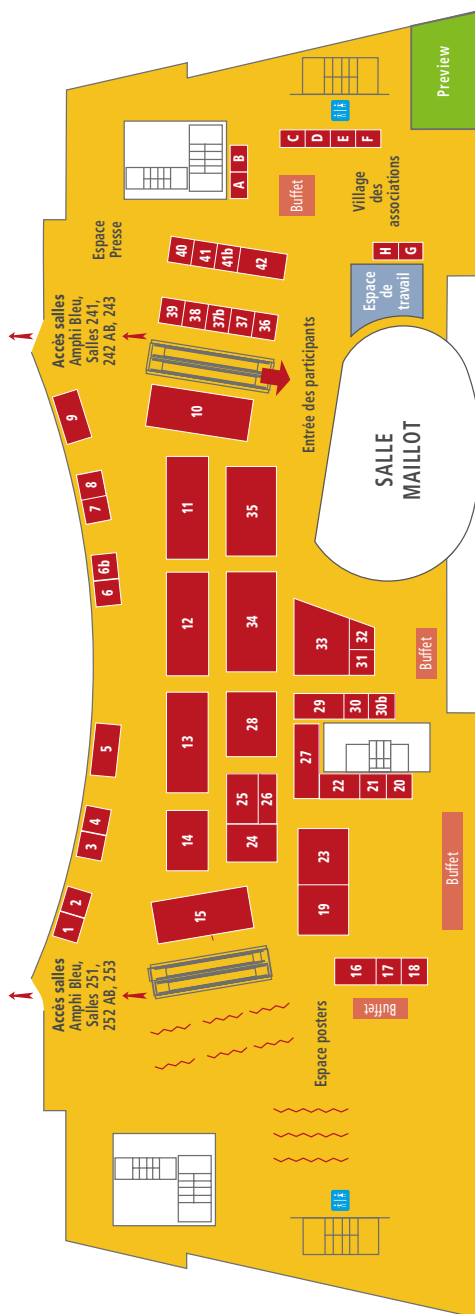 Accès salles
Amphi Bleu,
Salles 251,
252 AB, 253
Accès salles
Amphi Bleu,
Salles 241,
242 AB, 243
Espace
Presse
1
2
3
4
5
6
6b
7
8
9
15
14
13
12
11
10
39
38
37b
37
36
40
41
41b
42
A
B
24
25
26
28
34
35
Entrée des participants
Buffet
C
D
E
F
Village
des
associations
Espace posters
19
23
27
33
16
17
18
22
21
20
29
30
30b
31
32
Buffet
Buffet
Buffet
SALLE
MAILLOT
Espace
de
travail
H
G
Preview